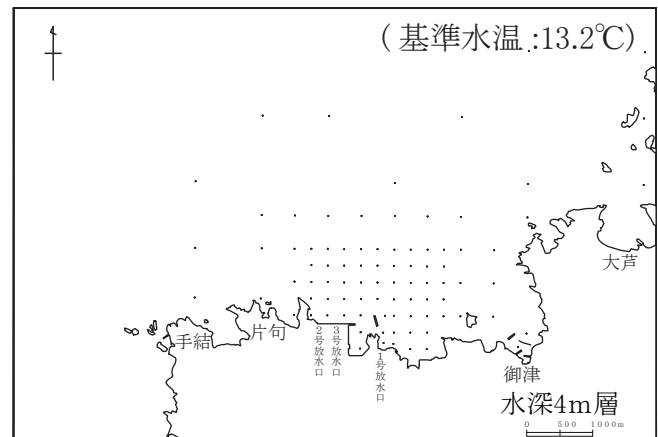 (基準水温:13.2℃)
大芦
手結
片句
2号放水口
3号放水口
1号放水口
御津
水深4m層
0 500 1000m